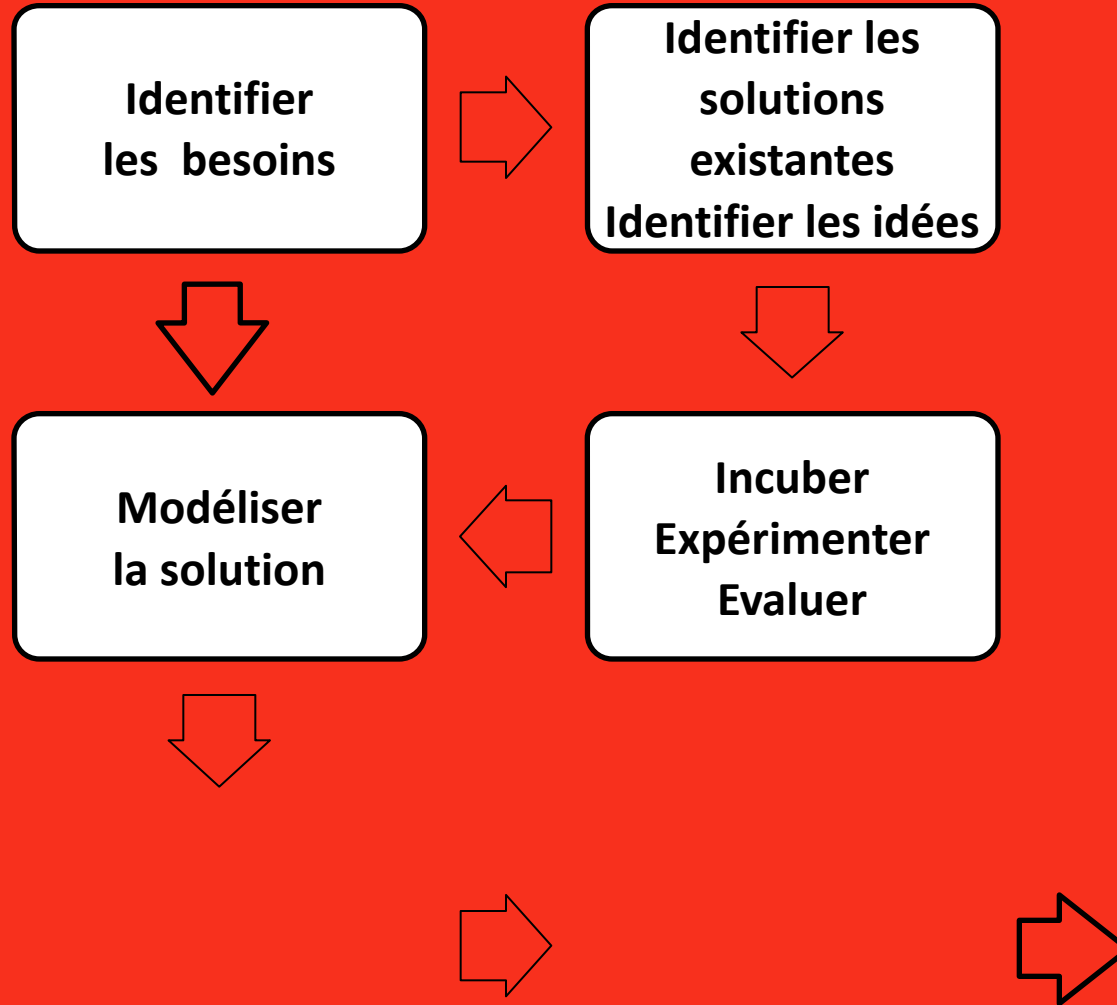 Identifier
les  besoins
Identifier les
solutions
existantes
Identifier les idées
Modéliser
la solution
Incuber
Expérimenter
Evaluer